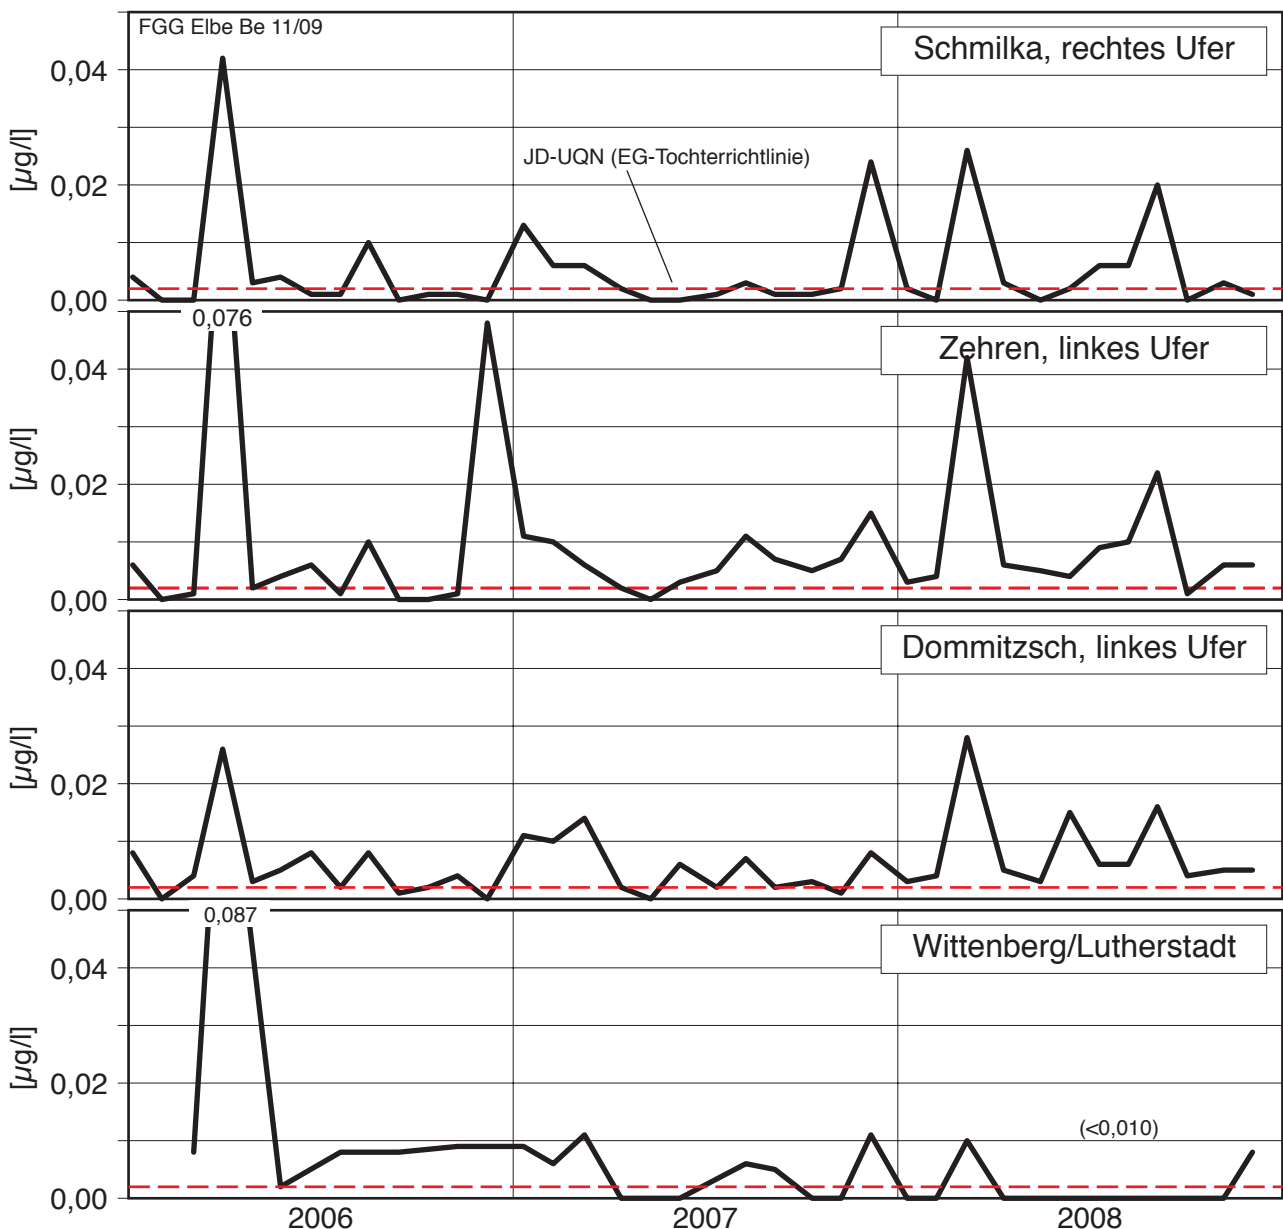 FGG Elbe Be 11/09
Schmilka, rechtes Ufer
0,04
[µg/l]
JD-UQN (EG-Tochterrichtlinie)
0,02
0,00
0,076
Zehren, linkes Ufer
0,04
[µg/l]
0,02
0,00
Dommitzsch, linkes Ufer
0,04
[µg/l]
0,02
0,00
0,087
Wittenberg/Lutherstadt
0,04
[µg/l]
0,02
(<0,010)
0,00
2006 2007 2008